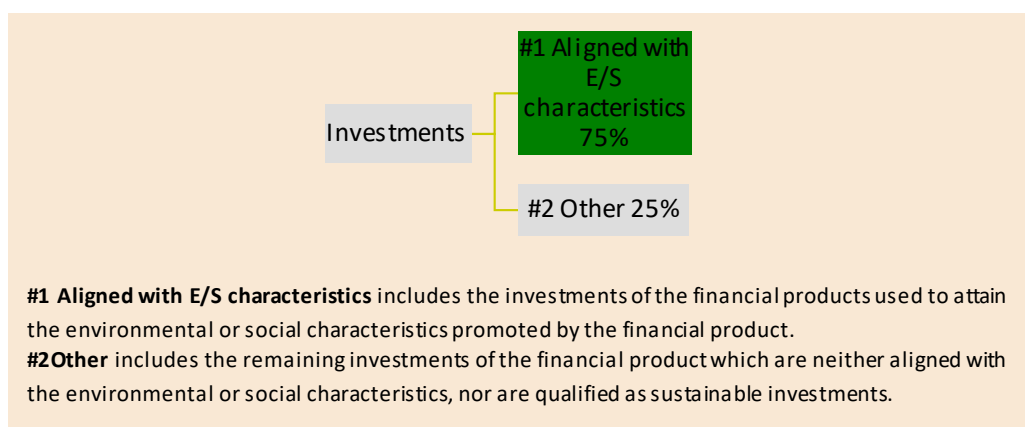 #1 Aligned with
E/S
characteristics
75%
Investments
#2 Other 25%
#1 Aligned with E/S characteristics includes the investments of the financial products used to attain
the environmental or social characteristics promoted by the financial product.
#2Other includes the remaining investments of the financial product which are neither aligned with
the environmental or social characteristics, nor are qualified as sustainable investments.